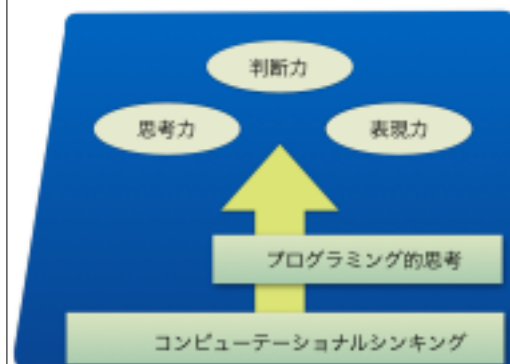 判断力
思考力
表現力
プログラミング的思考
コンピューテーショナルシンキング